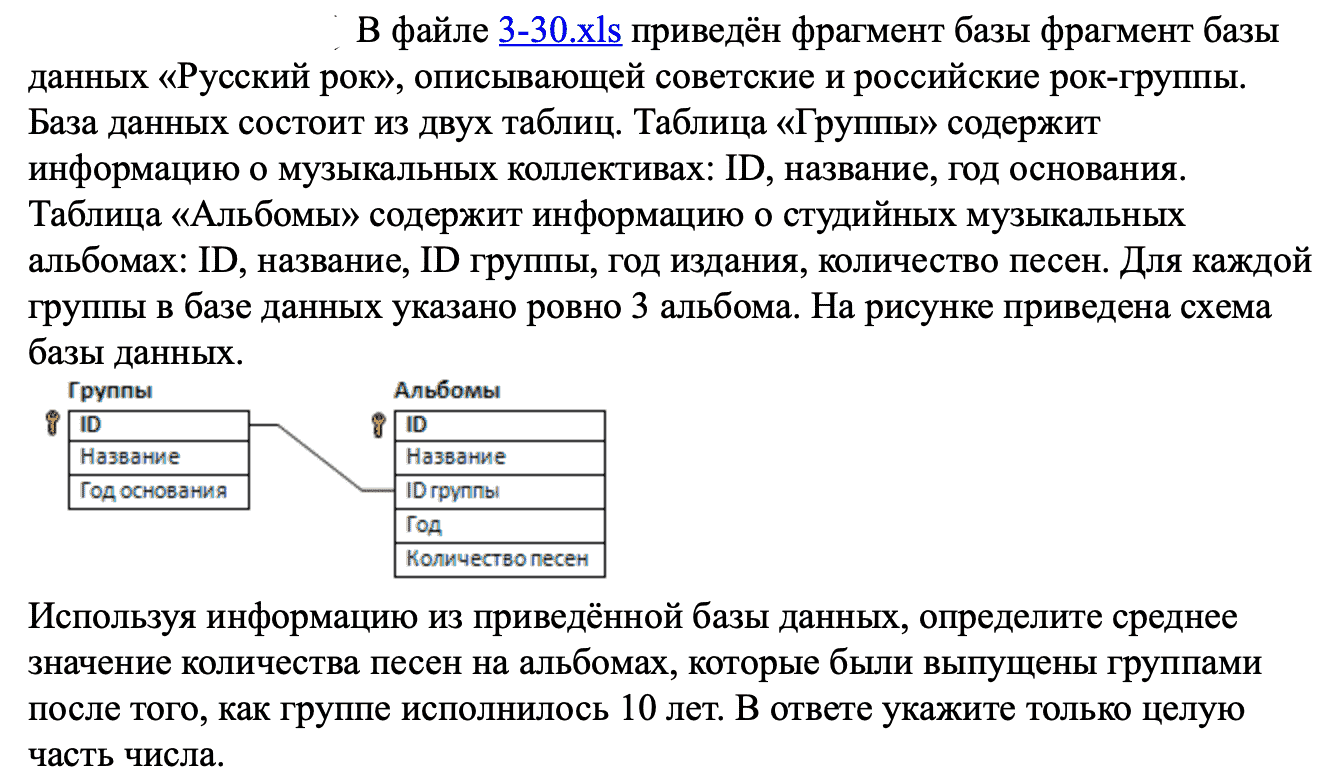 В файле 3-30.xls приведён фрагмент базы фрагмент базы
данных «Русский рок», описывающей советские и российские рок-группы.
База данных состоит из двух таблиц. Таблица «Группы» содержит
информацию о музыкальных коллективах: ID, название, год основания.
Таблица «Альбомы» содержит информацию о студийных музыкальных
альбомах: ID, название, ID группы, год издания, количество песен. Для каждой
группы в базе данных указано ровно 3 альбома. На рисунке приведена схема
базы данных.
Группы
ID
Название
Год основания
Альбомы
ID
Название
ID группы
Год
Количество песен
Используя информацию из приведённой базы данных, определите среднее
значение количества песен на альбомах, которые были выпущены группами
после того, как группе исполнилось 10 лет. В ответе укажите только целую
часть числа.